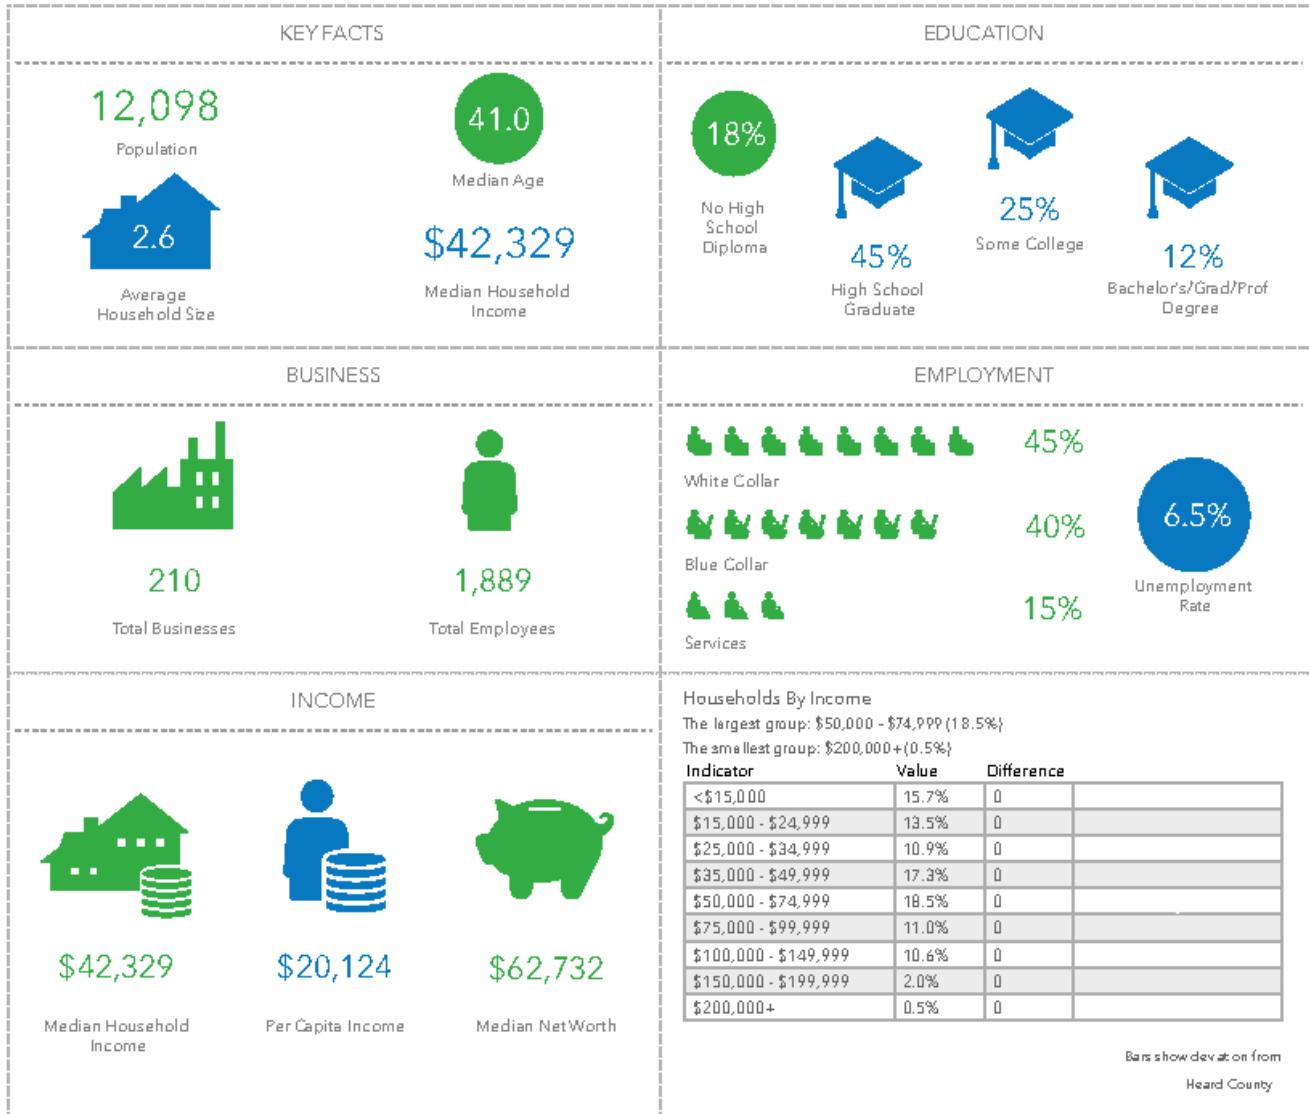 KEY FACTS
12,098
Population
41.0
Median Age
2.6
Average
Household Size
$42,329
Median Household
Income
EDUCATION
18%
No High
School
Diploma
45%
High School
Graduate
25%
Some College
12%
Bachelor's/Grad/Prof
Degree
BUSINESS
210
Total Businesses
1,889
Total Employees
EMPLOYMENT
45%
White Collar
40%
Blue Collar
15%
Services
6.5%
Unemployment
Rate
INCOME
$42,329
Median Household
Income
$20,124
Per Capita Income
$62,732
Median Net Worth
Households By Income
The largest group: $50,000 - $74,999 (18.5%)
The smallest group: $200,000+ (0.5%)
Indicator Value Difference
<$15,000 15.7% 0
$15,000 - $24,999 13.5% 0
$25,000 - $34,999 10.9% 0
$35,000 - $49,999 17.3% 0
$50,000 - $74,999 18.5% 0
$75,000 - $99,999 11.0% 0
$100,000 - $149,999 10.6% 0
$150,000 - $199,999 2.0% 0
$200,000+ 0.5% 0
Bars show deviation from
Heard County